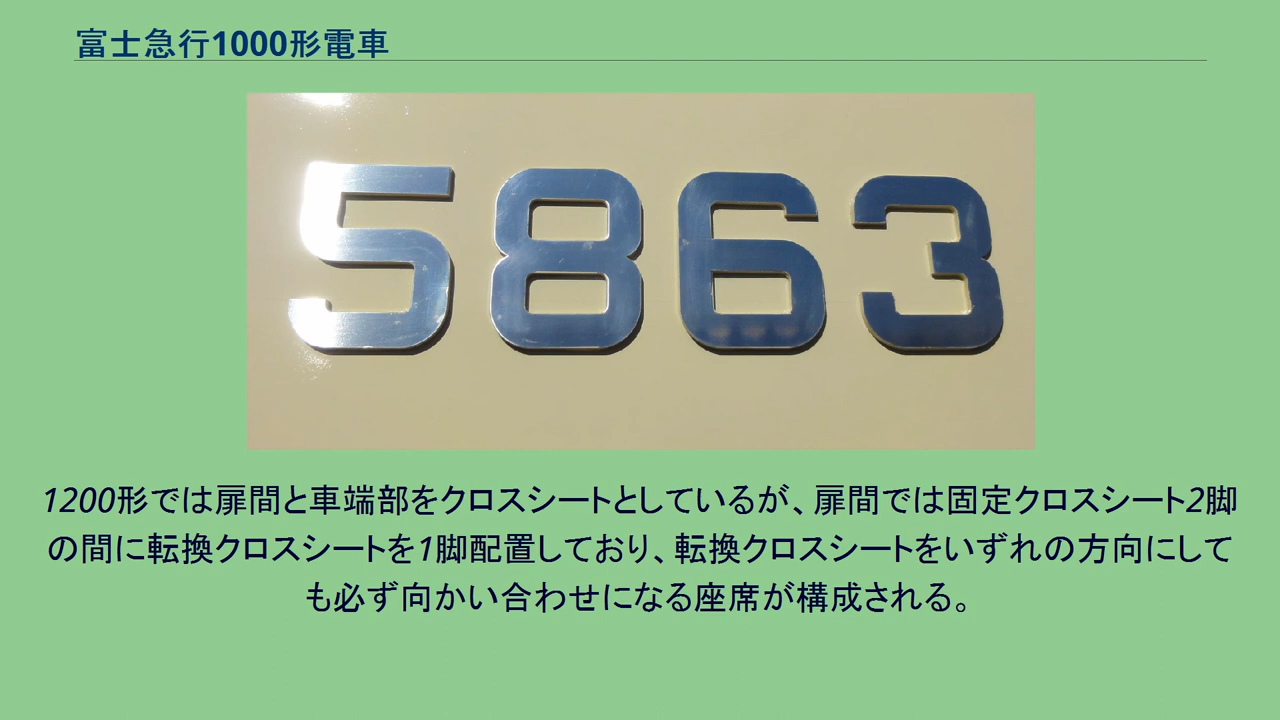 富士急行1000形電車
5863
1200形では扉間と車端部をクロスシートとしているが、扉間では固定クロスシート2脚
の間に転換クロスシートを1脚配置しており、転換クロスシートをいずれの方向にして
も必ず向かい合わせになる座席が構成される。